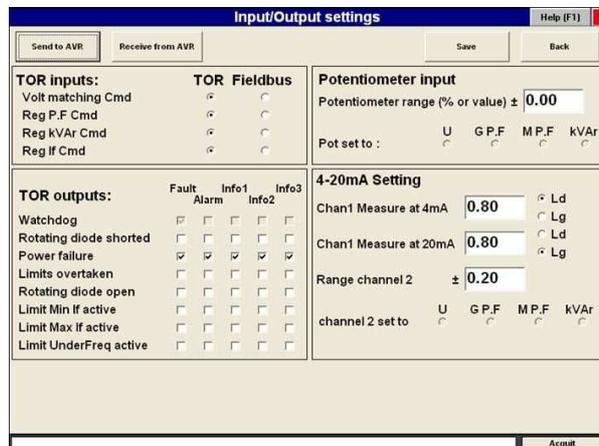 Input/Output settings
Help (F1)
Send to AVR
Receive from AVR
Save
Back
TOR inputs: TOR Fieldbus
Volt matching Cmd
Reg P.F Cmd
Reg kVAr Cmd
Reg If Cmd
Potentiometer input
Potentiometer range (% or value) ± 0.00
U G P.F M P.F kVAr
Pot set to :
TOR outputs:
Fault Alarm Info1 Info2 Info3
Watchdog
Rotating diode shorted
Power failure
Limits overtaken
Rotating diode open
Limit Min If active
Limit Max If active
Limit UnderFreq active
4-20mA Setting
Chan1 Measure at 4mA 0.80 Ld
Lg
Chan1 Measure at 20mA 0.80 Ld
Lg
Range channel 2 ± 0.20
U G P.F M P.F kVAr
channel 2 set to
Acquit